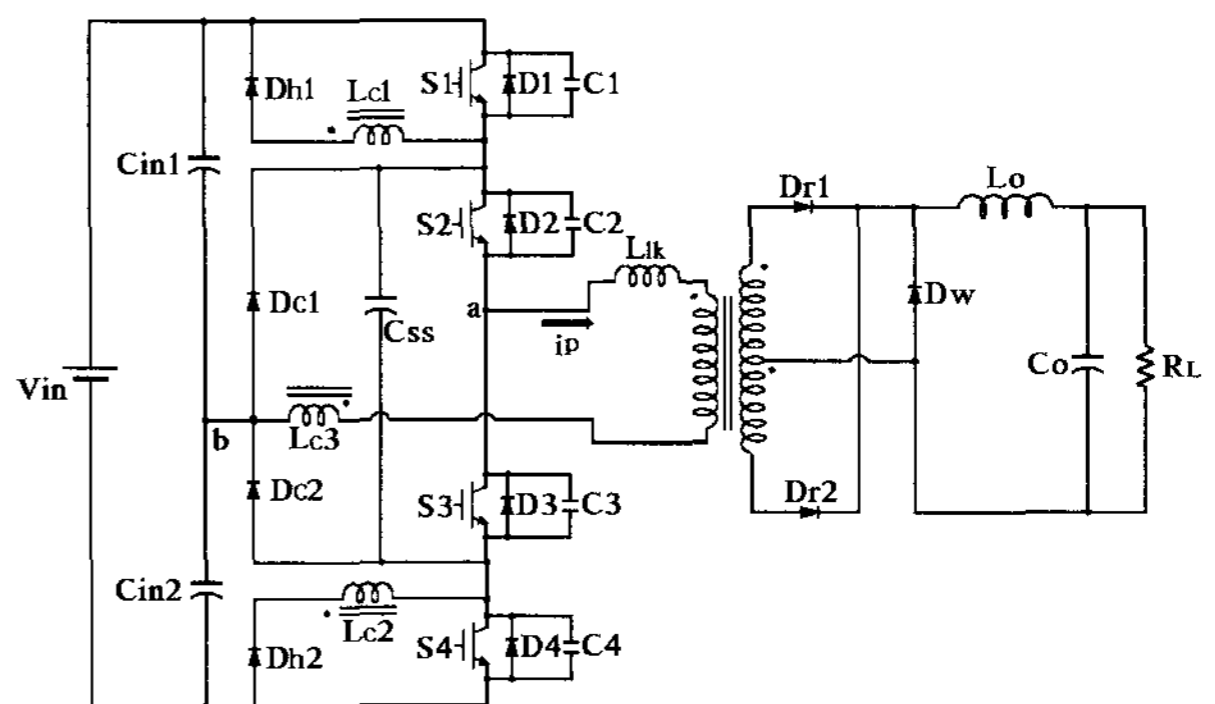 Dh1
Lc1
S1
D1
C1
Cin1
S2
D2
C2
Dr1
Lo
Llk
Dc1
Css
a
ip
Dw
Vin
Co
RL
b
Lc3
Dc2
S3
D3
C3
Dr2
Cin2
Lc2
Dh2
S4
D4
C4